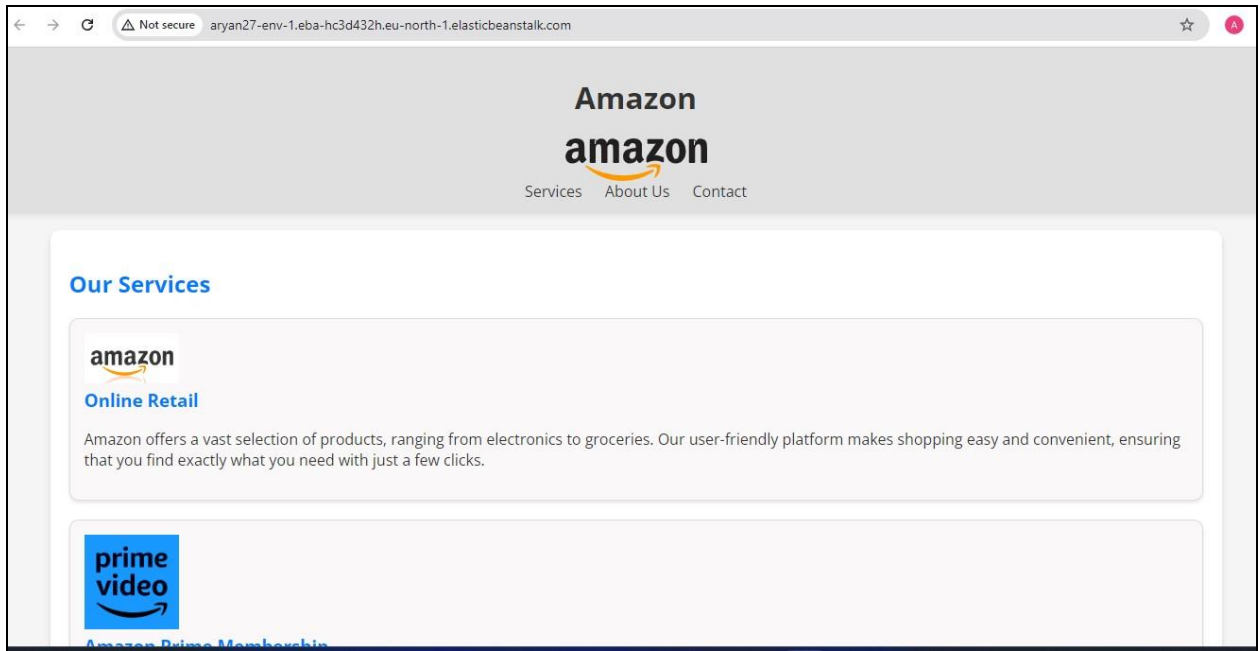 Not secure aryan27-env-1.eba-hc3d432h.eu-north-1.elasticbeanstalk.com A
Amazon
amazon
Services About Us Contact
Our Services
amazon
Online Retail
Amazon offers a vast selection of products, ranging from electronics to groceries. Our user-friendly platform makes shopping easy and convenient, ensuring
that you find exactly what you need with just a few clicks.
prime
video
Amazon Prime Membership